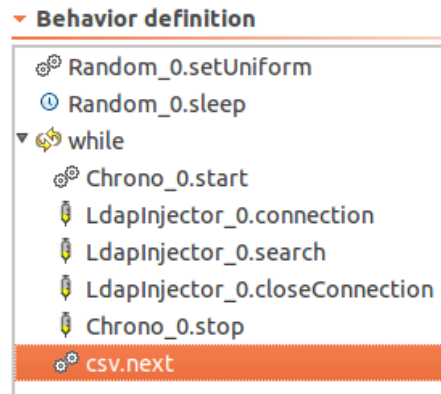 Behavior definition
Random_0.setUniform
Random_0.sleep
while
Chrono_0.start
LdapInjector_0.connection
LdapInjector_0.search
LdapInjector_0.closeConnection
Chrono_0.stop
csv.next